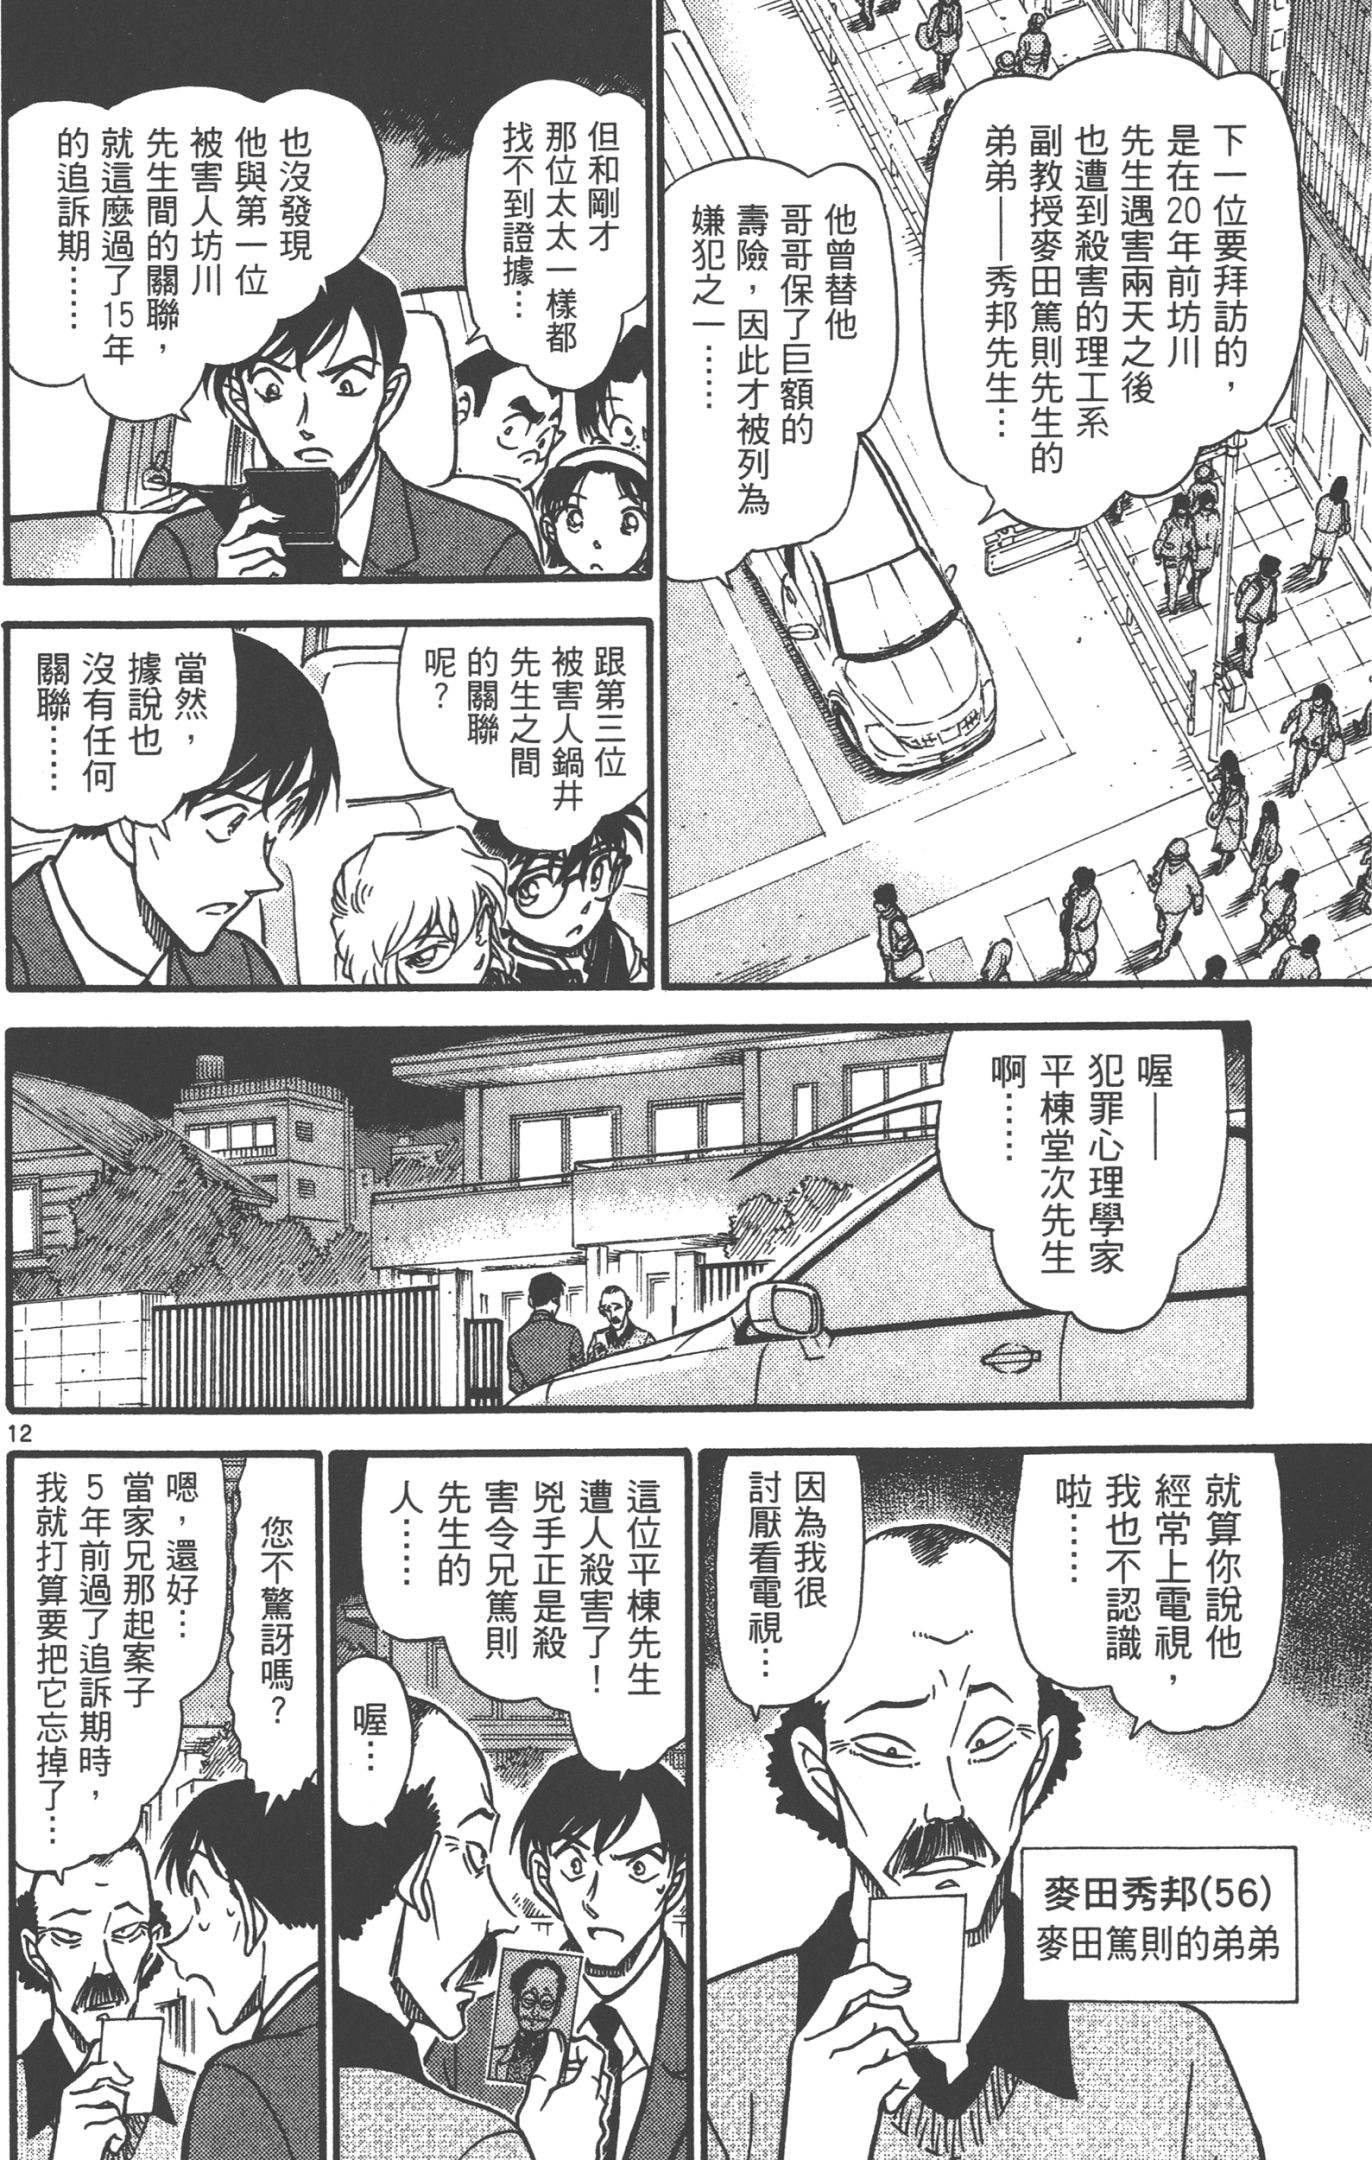 下一位要拜訪的，
是在20年前坊川
先生遇害兩天之後
也遭到殺害的理工系
副教授麥田篤則先生的
弟弟——秀邦先生…
他曾替他
哥哥保了巨額的
壽險，因此才被列為
嫌犯之一……
但和剛才
那位太太一樣都
找不到證據…
也沒發現
他與第一位
被害人坊川
先生間的關聯，
就這麼過了15年
的追訴期……
跟第三位
被害人鍋井
先生之間
的關聯
呢？
當然，
據說也
沒有任何
關聯……
喔——
犯罪心理學家
平棟堂次先生
啊……
就算你說他
經常上電視，
我也不認識
啦……
因為我很
討厭看電視…
麥田秀邦(56)
麥田篤則的弟弟
這位平棟先生
遭人殺害了！
兇手正是殺
害令兄篤則
先生的
人……
喔…
您不驚訝嗎？
嗯，還好…
當家兄那起案子
5年前過了追訴期時，
我就打算要把它忘掉了…
12